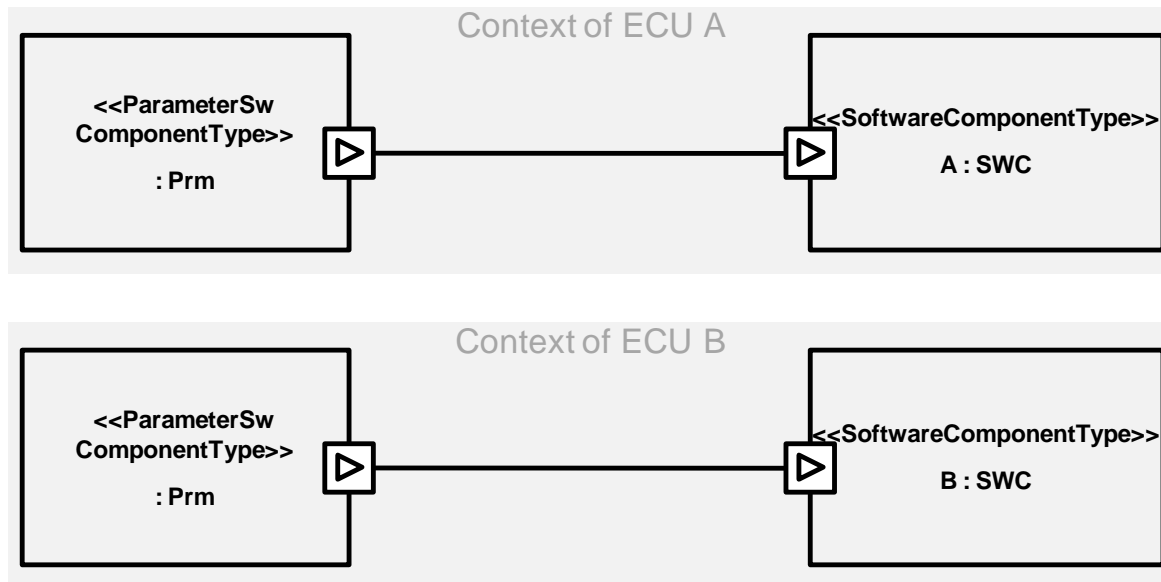 Context of ECU A
<<ParameterSw
ComponentType>>
: Prm
<<SoftwareComponentType>>
A : SWC
Context of ECU B
<<ParameterSw
ComponentType>>
: Prm
<<SoftwareComponentType>>
B : SWC